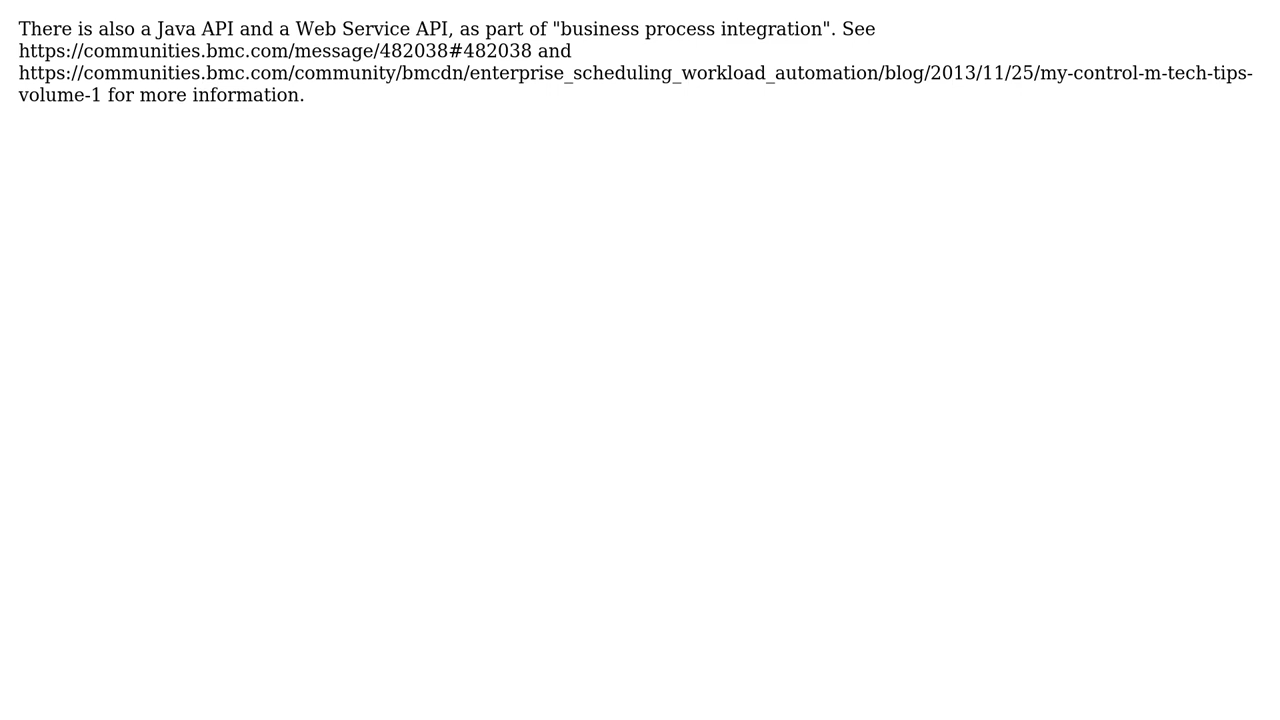 There is also a Java API and a Web Service API, as part of "business process integration". See
https://communities.bmc.com/message/482038#482038 and
https://communities.bmc.com/community/bmcdn/enterprise_scheduling_workload_automation/blog/2013/11/25/my-control-m-tech-tips-
volume-1 for more information.